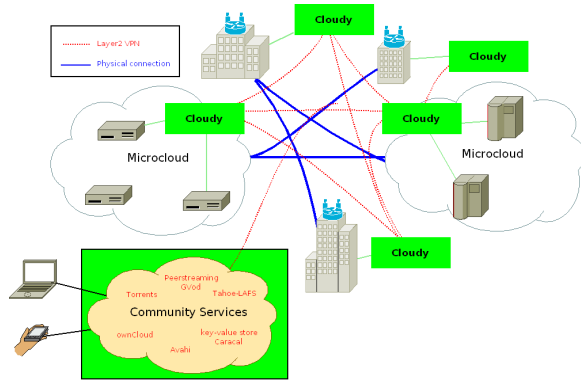 Cloudy
Layer2 VPN
Physical connection
Cloudy
Cloudy
Cloudy
Microcloud
Microcloud
Cloudy
Peerstreaming
GVod
Torrents
Tahoe-LAFS
Community Services
ownCloud
key-value store
Caracal
Avahi